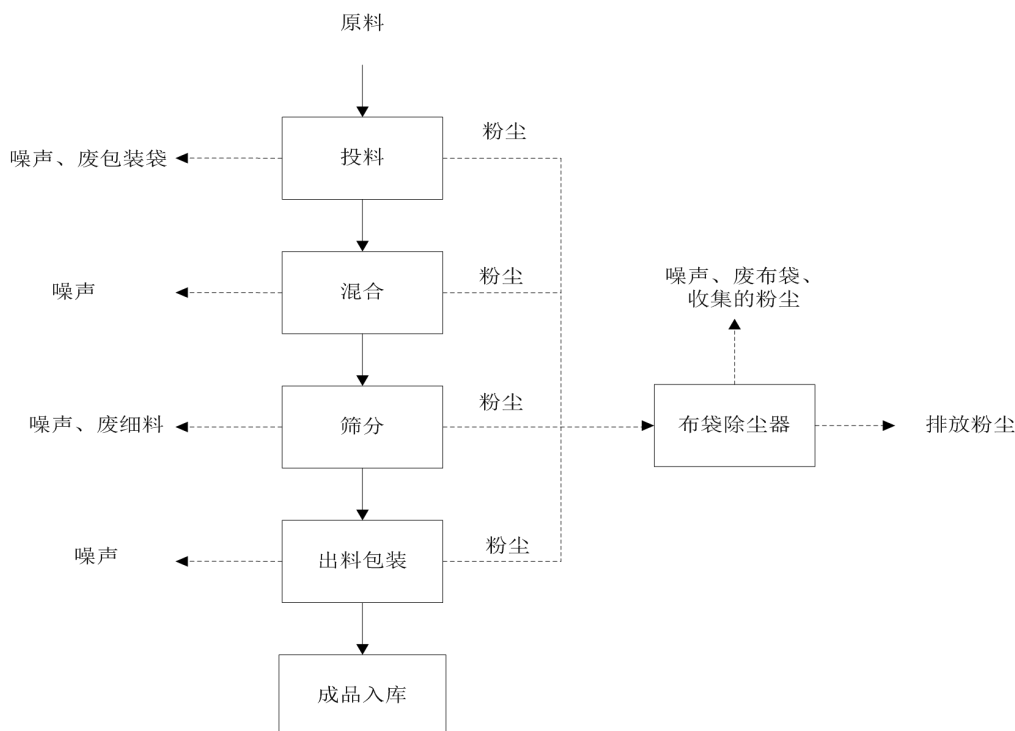 原料
粉尘
投料
噪声、废包装袋
粉尘
混合
噪声
噪声、废布袋、
收集的粉尘
粉尘
筛分
噪声、废细料
布袋除尘器
排放粉尘
粉尘
出料包装
噪声
成品入库